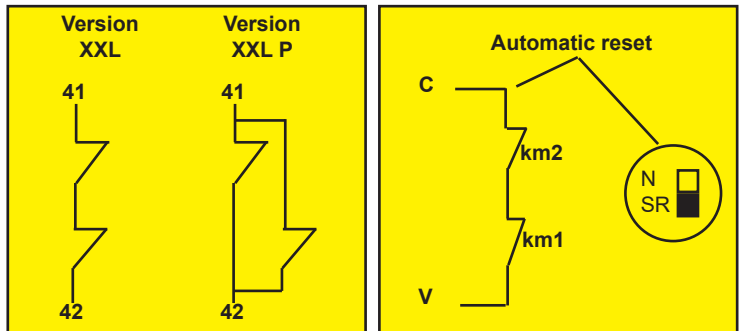 Version
XXL
41
42
Version
XXL P
41
42
Automatic reset
C
km2
km1
V
N
SR